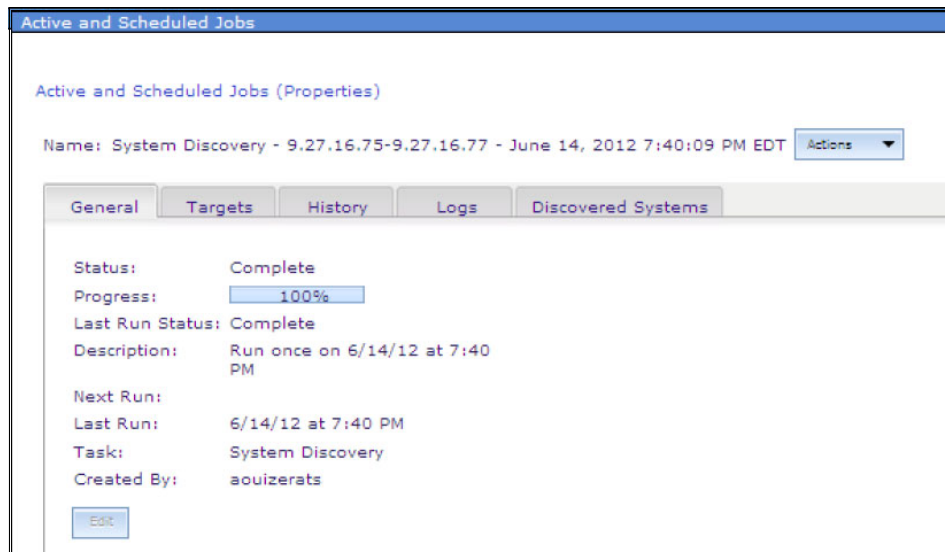 Active and Scheduled Jobs
Active and Scheduled Jobs (Properties)
Name: System Discovery - 9.27.16.75-9.27.16.77 - June 14, 2012 7:40:09 PM EDT Actions
General Targets History Logs Discovered Systems
Status: Complete
Progress: 100%
Last Run Status: Complete
Description: Run once on 6/14/12 at 7:40
PM
Next Run:
Last Run: 6/14/12 at 7:40 PM
Task: System Discovery
Created By: aouizerats
Edit